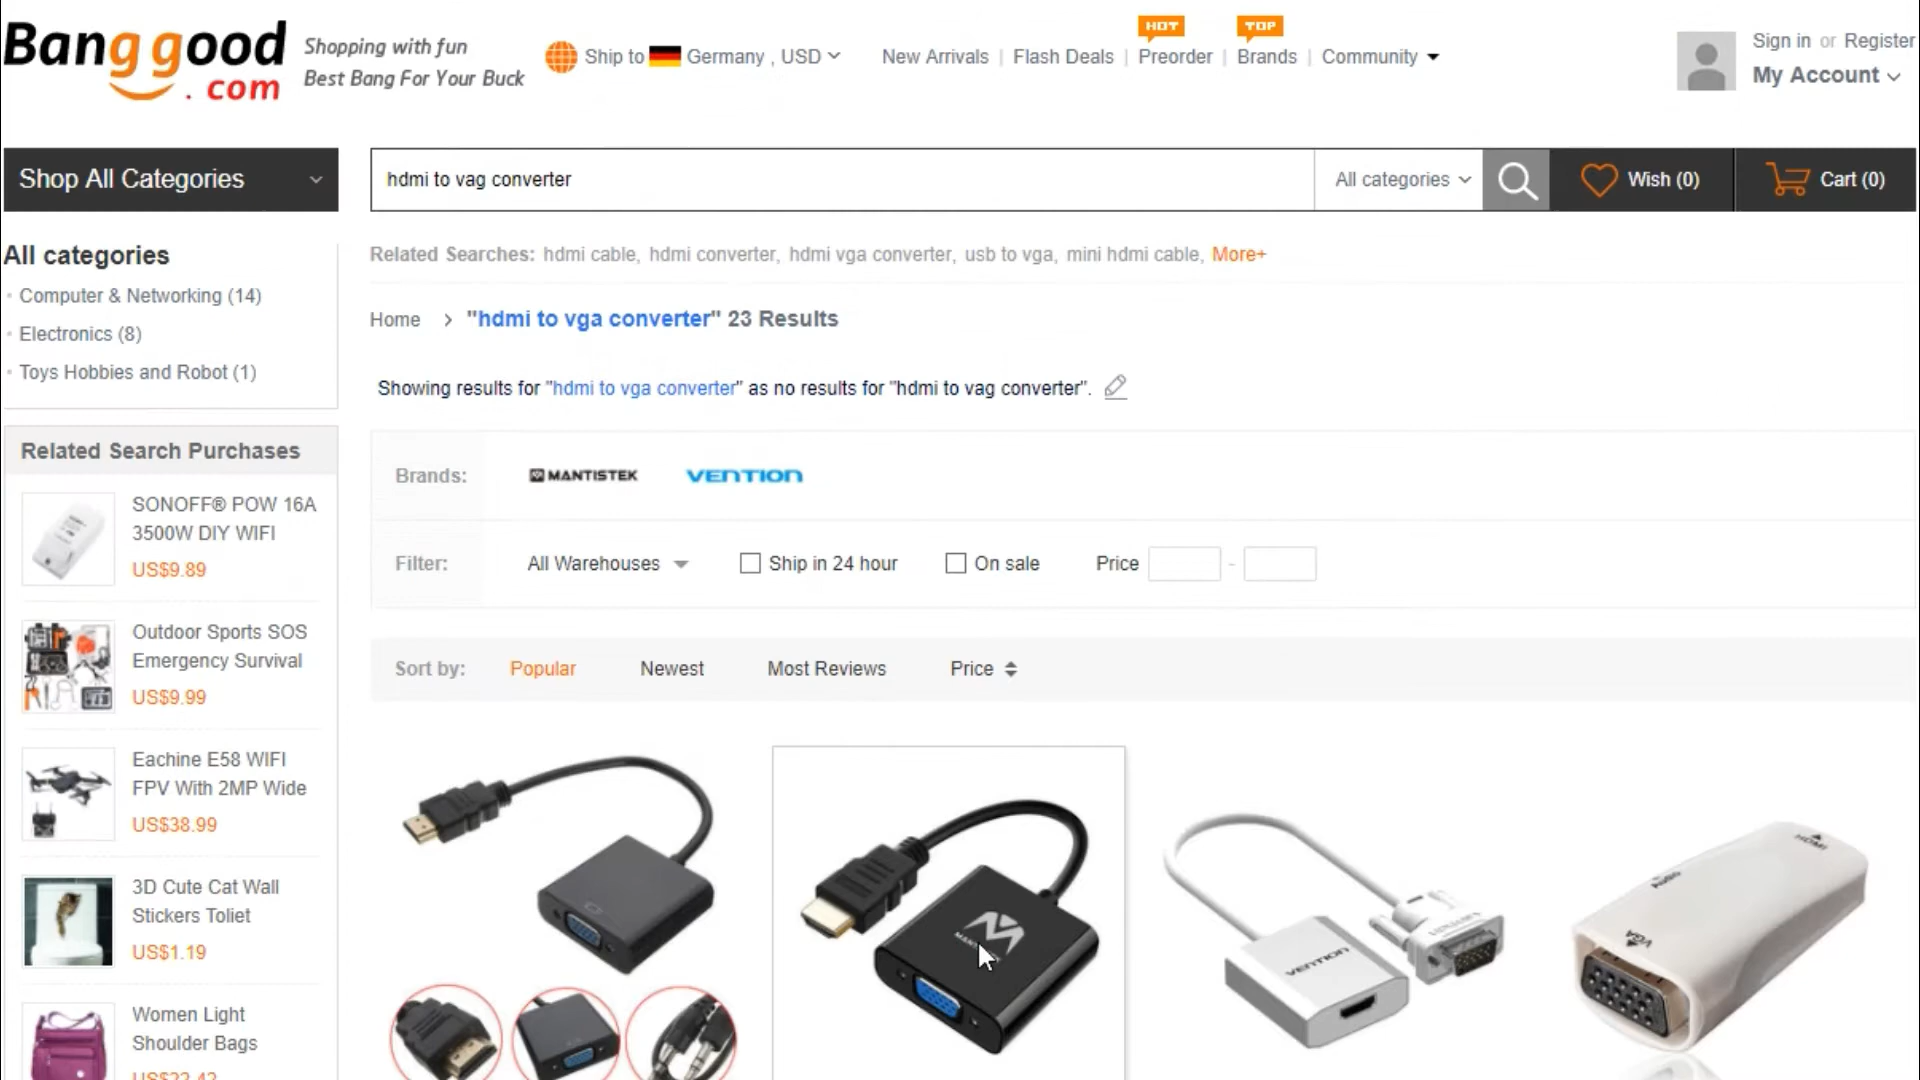 Banggood
.com
Shopping with fun
Best Bang For Your Buck
Ship to Germany , USD
New Arrivals | Flash Deals | Preorder | Brands | Community
HOT
TOP
Sign in or Register
My Account
Shop All Categories
hdmi to vag converter
All categories
Wish (0)
Cart (0)
All categories
Computer & Networking (14)
Electronics (8)
Toys Hobbies and Robot (1)
Related Searches: hdmi cable, hdmi converter, hdmi vga converter, usb to vga, mini hdmi cable, More+
Home > "hdmi to vga converter" 23 Results
Showing results for "hdmi to vga converter" as no results for "hdmi to vag converter".
Related Search Purchases
SONOFF® POW 16A
3500W DIY WIFI
US$9.89
Outdoor Sports SOS
Emergency Survival
US$9.99
Eachine E58 WIFI
FPV With 2MP Wide
US$38.99
3D Cute Cat Wall
Stickers Toliet
US$1.19
Women Light
Shoulder Bags
US$22.42
Brands: MANTISTEK VENTION
Filter: All Warehouses Ship in 24 hour On sale Price -
Sort by: Popular Newest Most Reviews Price
VENTION
HDMI
Audio
VGA